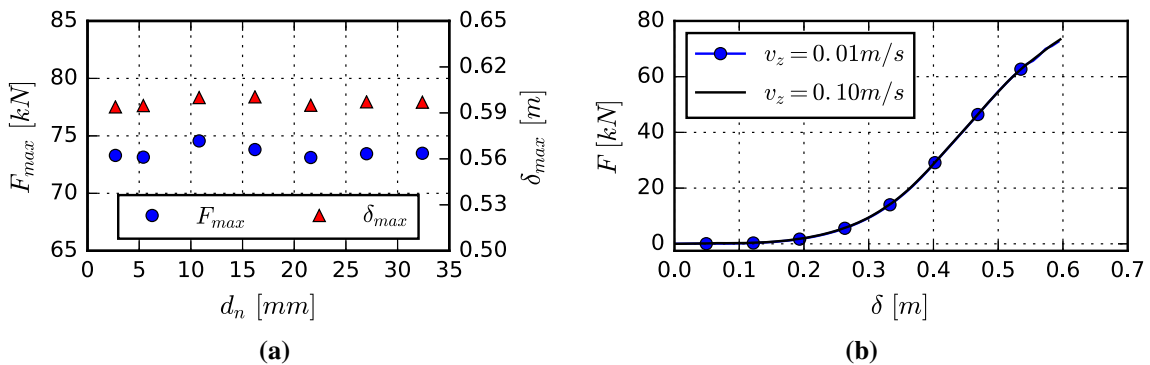 85
80
75
70
65
F_max [kN]
0.65
0.62
0.59
0.56
0.53
0.50
δ_max [m]
F_max
δ_max
0 5 10 15 20 25 30 35
d_n [mm]
(a)
80
60
40
20
0
F [kN]
v_z = 0.01m/s
v_z = 0.10m/s
0.0 0.1 0.2 0.3 0.4 0.5 0.6 0.7
δ [m]
(b)